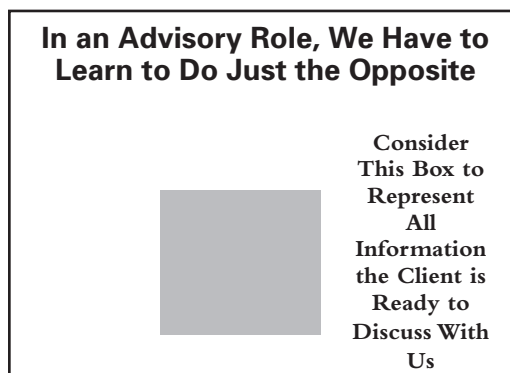 In an Advisory Role, We Have to
Learn to Do Just the Opposite
Consider
This Box to
Represent
All
Information
the Client is
Ready to
Discuss With
Us